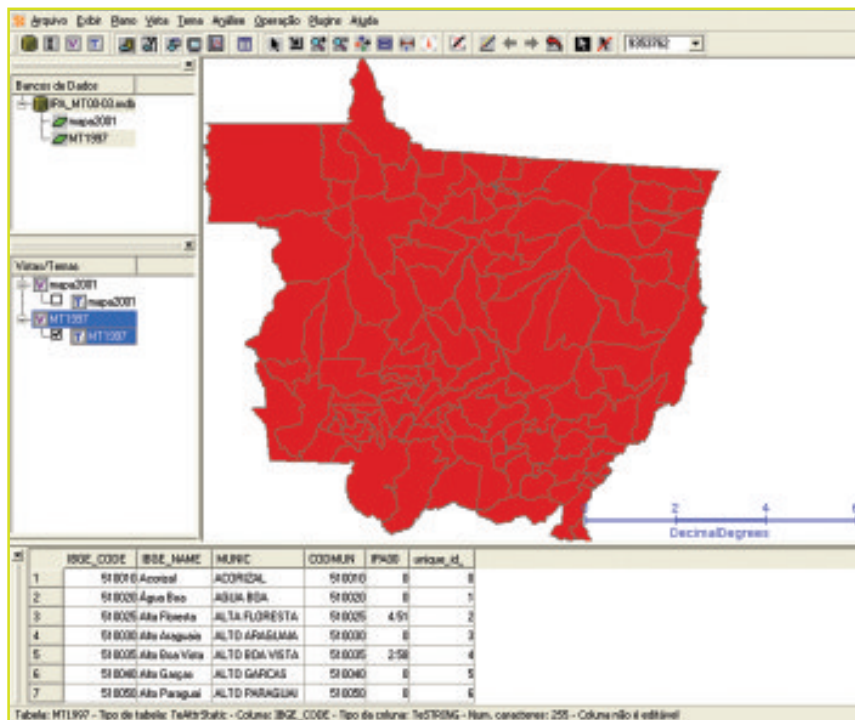 Arquivo Exibir Plano Vista Tema Análise Operação Plugins Ajuda
9353762
Bancos de Dados
IPA_MT00-03.mdb
mapa2001
MT1997
Vistas/Temas
mapa2001
mapa2001
MT1997
MT1997
2 4 6
DecimalDegrees
IBGE_CODE IBGE_NAME MUNIC CODMUN IPA00 unique_id_
1 510010 Acorizal ACORIZAL 510010 0 0
2 510020 Água Boa AGUA BOA 510020 0 1
3 510025 Alta Floresta ALTA FLORESTA 510025 4.51 2
4 510030 Alto Araguaia ALTO ARAGUAIA 510030 0 3
5 510035 Alto Boa Vista ALTO BOA VISTA 510035 2.58 4
6 510040 Alto Garças ALTO GARCAS 510040 0 5
7 510050 Alto Paraguai ALTO PARAGUAI 510050 0 6
Tabela: MT1997 - Tipo de tabela: TeAttrStatic - Coluna: IBGE_CODE - Tipo da coluna: TeSTRING - Num. caracteres: 255 - Coluna não é editável